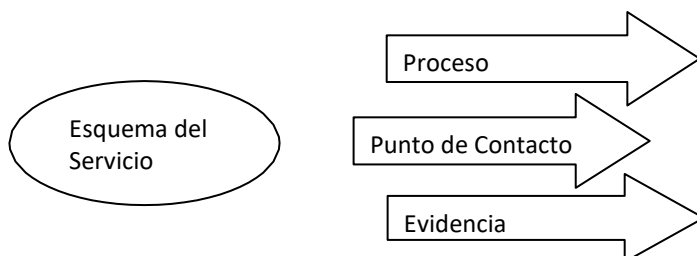 Esquema del
Servicio
Proceso
Punto de Contacto
Evidencia